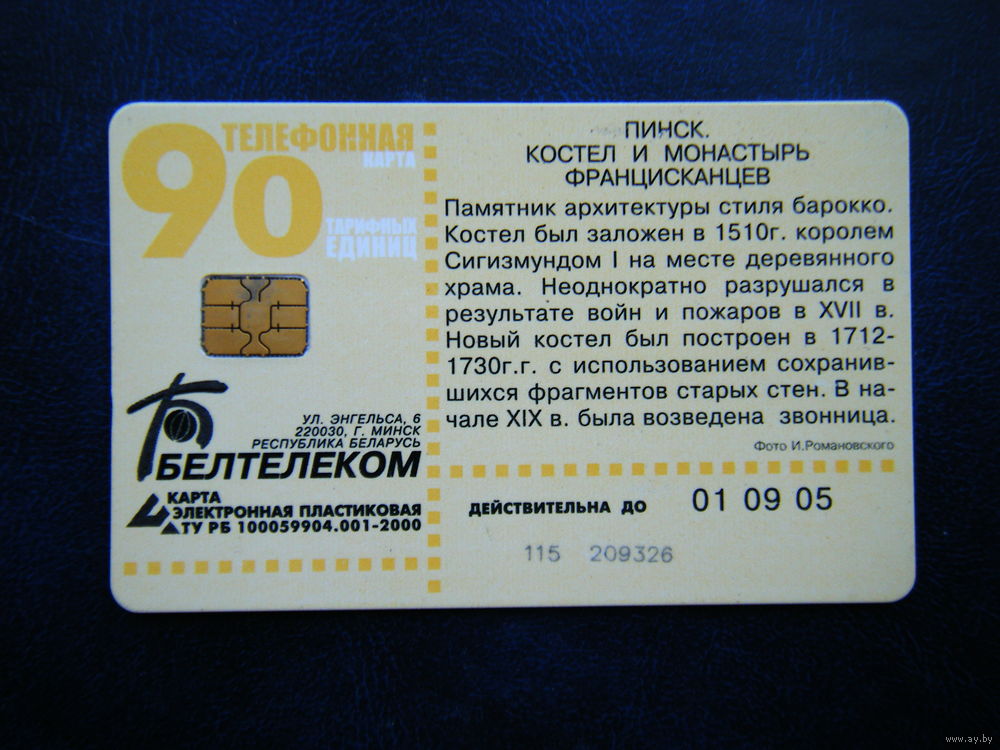 90
ТЕЛЕФОННАЯ
КАРТА
ТАРИФНЫХ
ЕДИНИЦ
УЛ. ЭНГЕЛЬСА, 6
220030, Г. МИНСК
РЕСПУБЛИКА БЕЛАРУСЬ
БЕЛТЕЛЕКОМ
КАРТА
ЭЛЕКТРОННАЯ ПЛАСТИКОВАЯ
ТУ РБ 100059904.001-2000
ПИНСК.
КОСТЕЛ И МОНАСТЫРЬ
ФРАНЦИСКАНЦЕВ
Памятник архитектуры стиля барокко.
Костел был заложен в 1510г. королем
Сигизмундом I на месте деревянного
храма. Неоднократно разрушался в
результате войн и пожаров в XVII в.
Новый костел был построен в 1712-
1730г.г. с использованием сохранив-
шихся фрагментов старых стен. В на-
чале XIX в. была возведена звонница.
Фото И.Романовского
ДЕЙСТВИТЕЛЬНА ДО 01 09 05
115 209326
www.ay.by